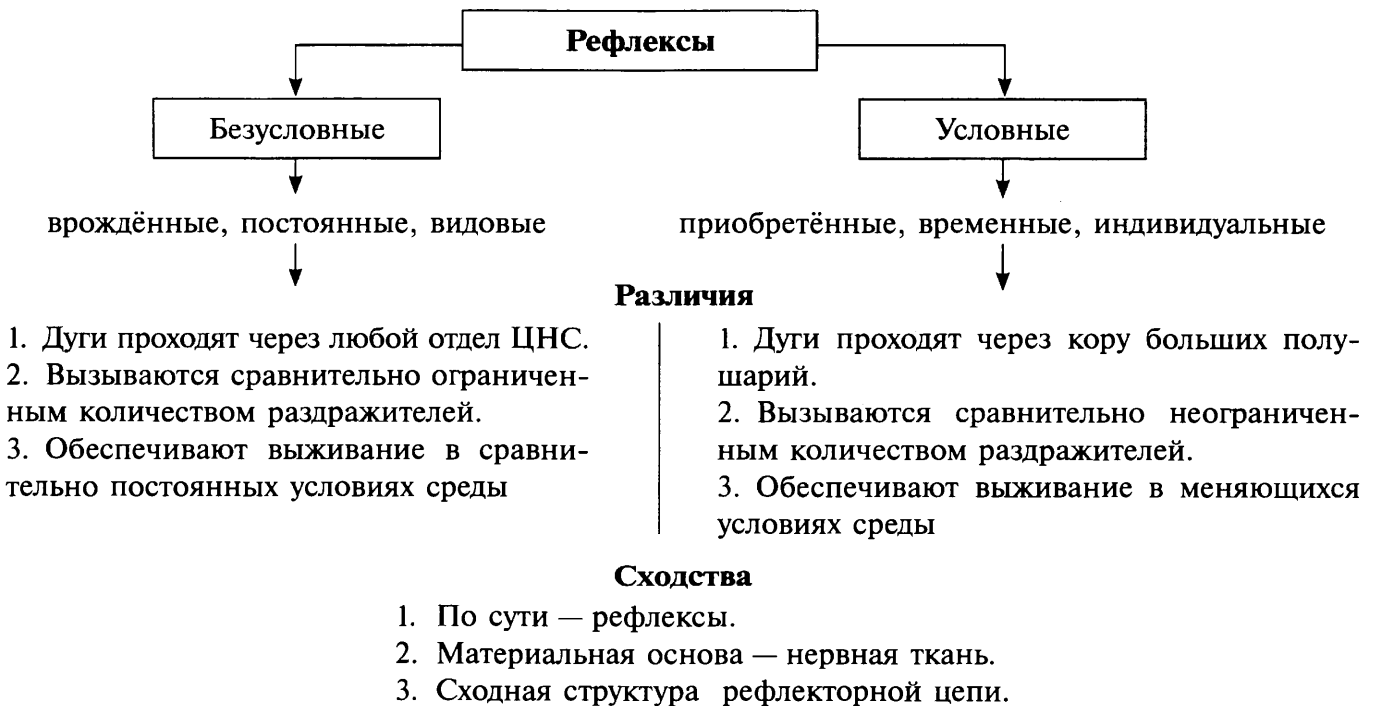 Рефлексы
Безусловные
Условные
врождённые, постоянные, видовые
приобретённые, временные, индивидуальные
Различия
1. Дуги проходят через любой отдел ЦНС.
2. Вызываются сравнительно ограничен-
ным количеством раздражителей.
3. Обеспечивают выживание в сравни-
тельно постоянных условиях среды
1. Дуги проходят через кору больших полу-
шарий.
2. Вызываются сравнительно неограничен-
ным количеством раздражителей.
3. Обеспечивают выживание в меняющихся
условиях среды
Сходства
1. По сути — рефлексы.
2. Материальная основа — нервная ткань.
3. Сходная структура рефлекторной цепи.